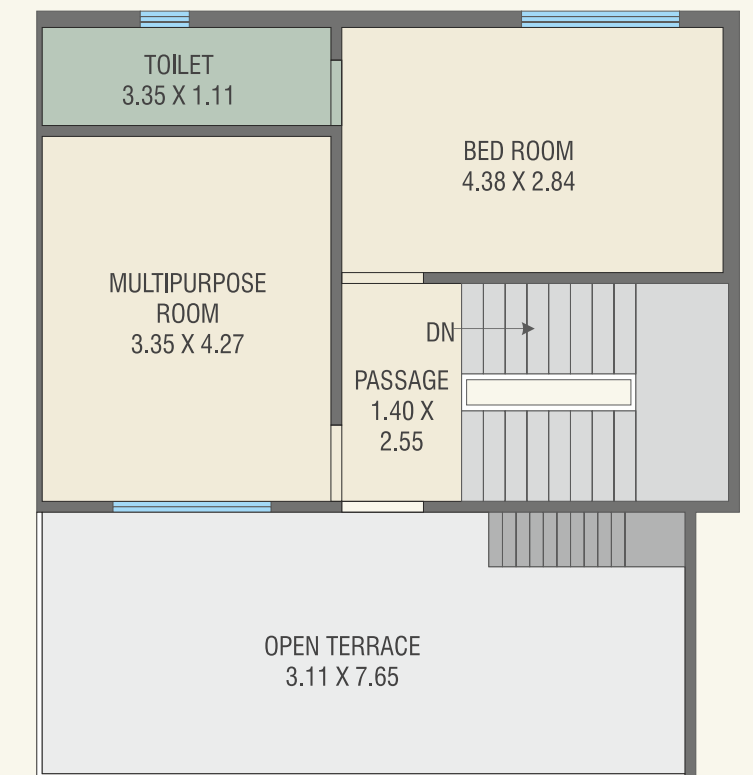 TOILET
3.35 X 1.11
BED ROOM
4.38 X 2.84
MULTIPURPOSE
ROOM
3.35 X 4.27
DN
PASSAGE
1.40 X
2.55
OPEN TERRACE
3.11 X 7.65